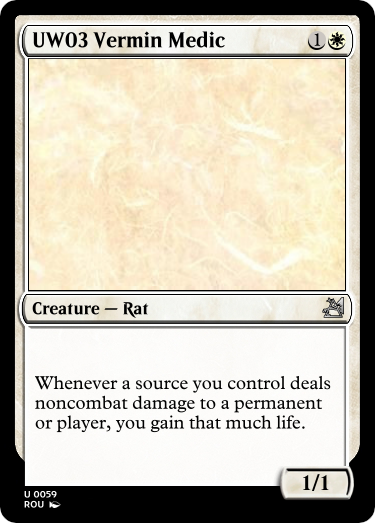 UW03 Vermin Medic 1
Creature — Rat
Whenever a source you control deals
noncombat damage to a permanent
or player, you gain that much life.
1/1
U 0059
ROU